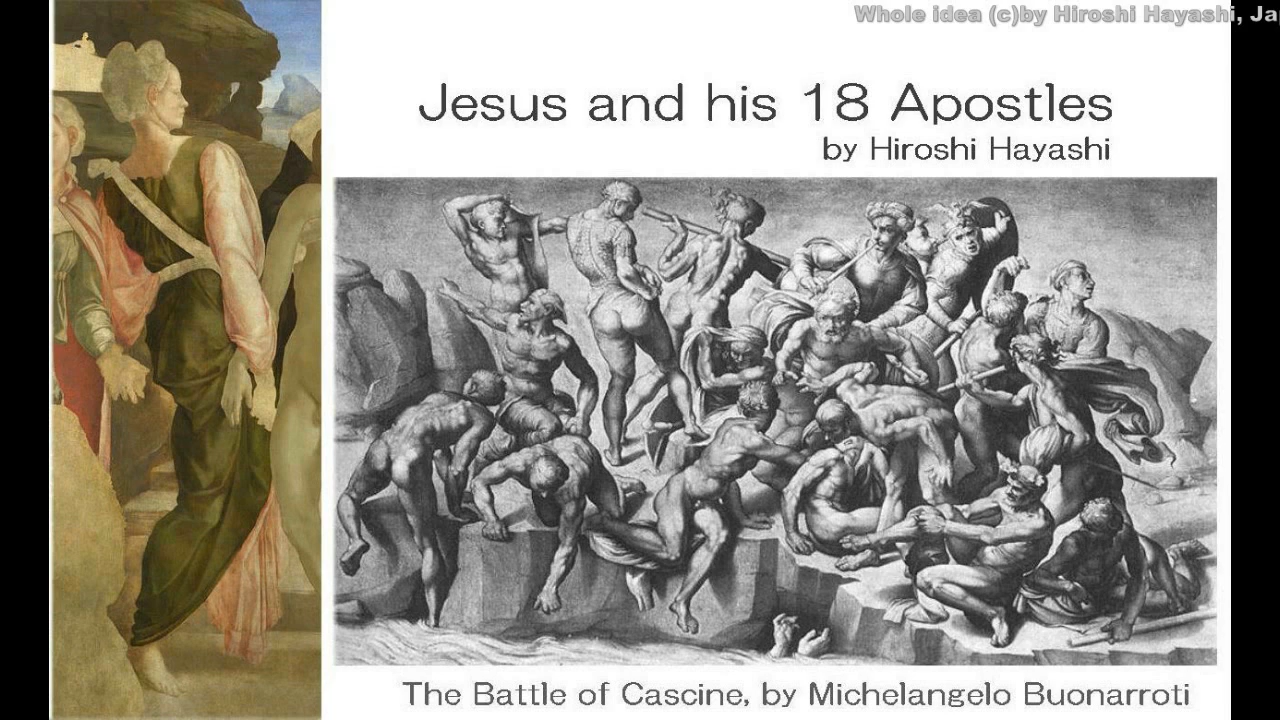 Whole idea (c)by Hiroshi Hayashi, Ja
Jesus and his 18 Apostles
by Hiroshi Hayashi
The Battle of Cascine, by Michelangelo Buonarroti